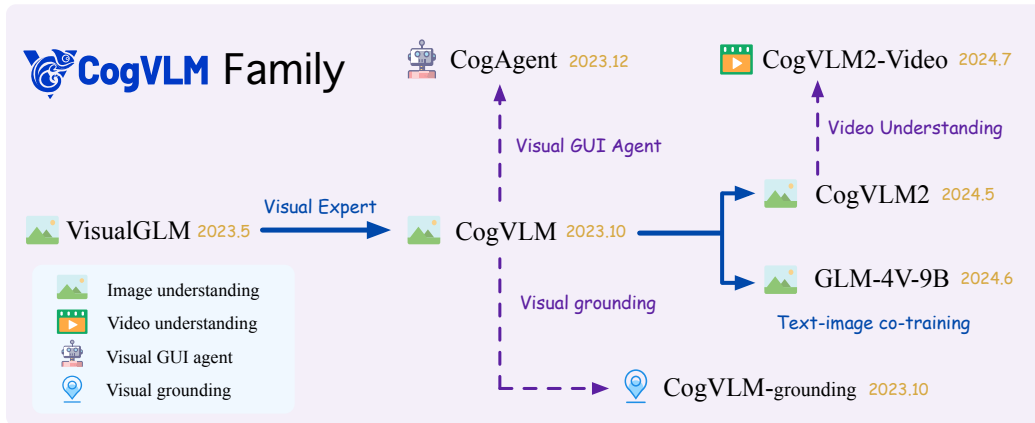 CogVLM Family
CogAgent 2023.12
CogVLM2-Video 2024.7
Visual GUI Agent
Video Understanding
VisualGLM 2023.5
Visual Expert
CogVLM 2023.10
CogVLM2 2024.5
GLM-4V-9B 2024.6
Text-image co-training
Visual grounding
CogVLM-grounding 2023.10
Image understanding
Video understanding
Visual GUI agent
Visual grounding